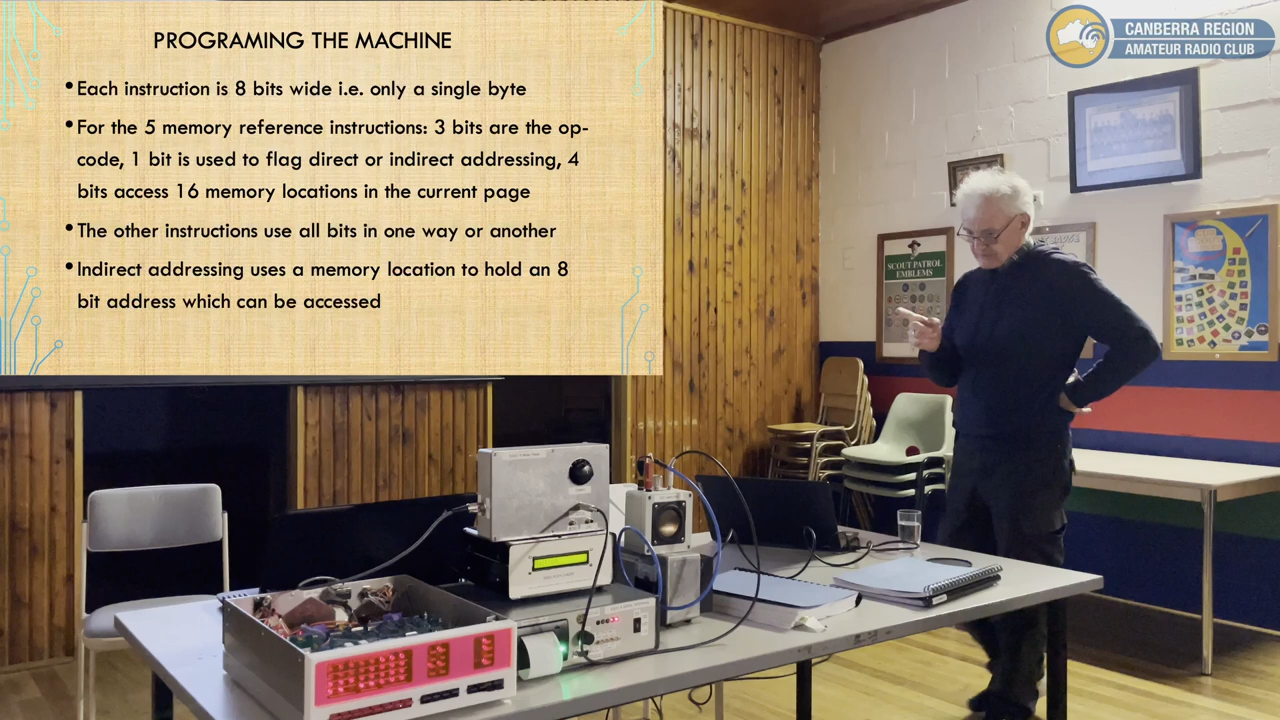 PROGRAMING THE MACHINE
•Each instruction is 8 bits wide i.e. only a single byte
•For the 5 memory reference instructions: 3 bits are the op-
code, 1 bit is used to flag direct or indirect addressing, 4
bits access 16 memory locations in the current page
•The other instructions use all bits in one way or another
•Indirect addressing uses a memory location to hold an 8
bit address which can be accessed
CANBERRA REGION
AMATEUR RADIO CLUB
SCOUT PATROL
EMBLEMS